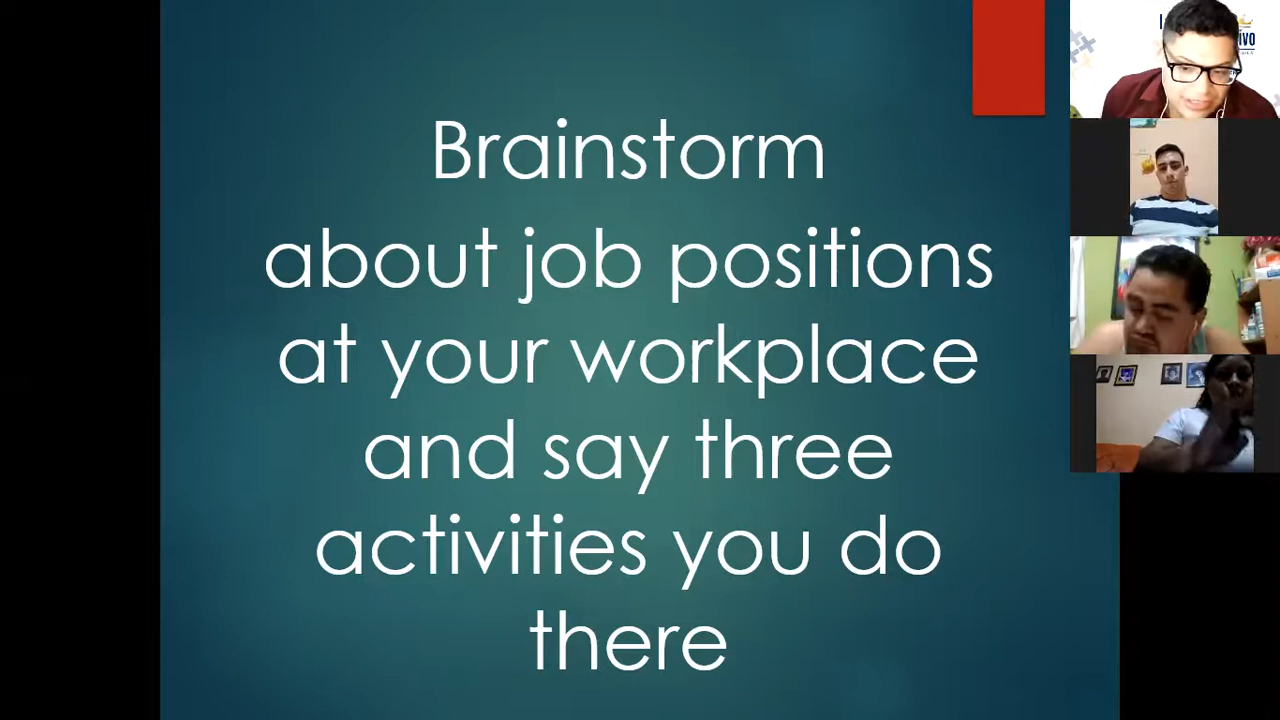 Brainstorm
about job positions
at your workplace
and say three
activities you do
there